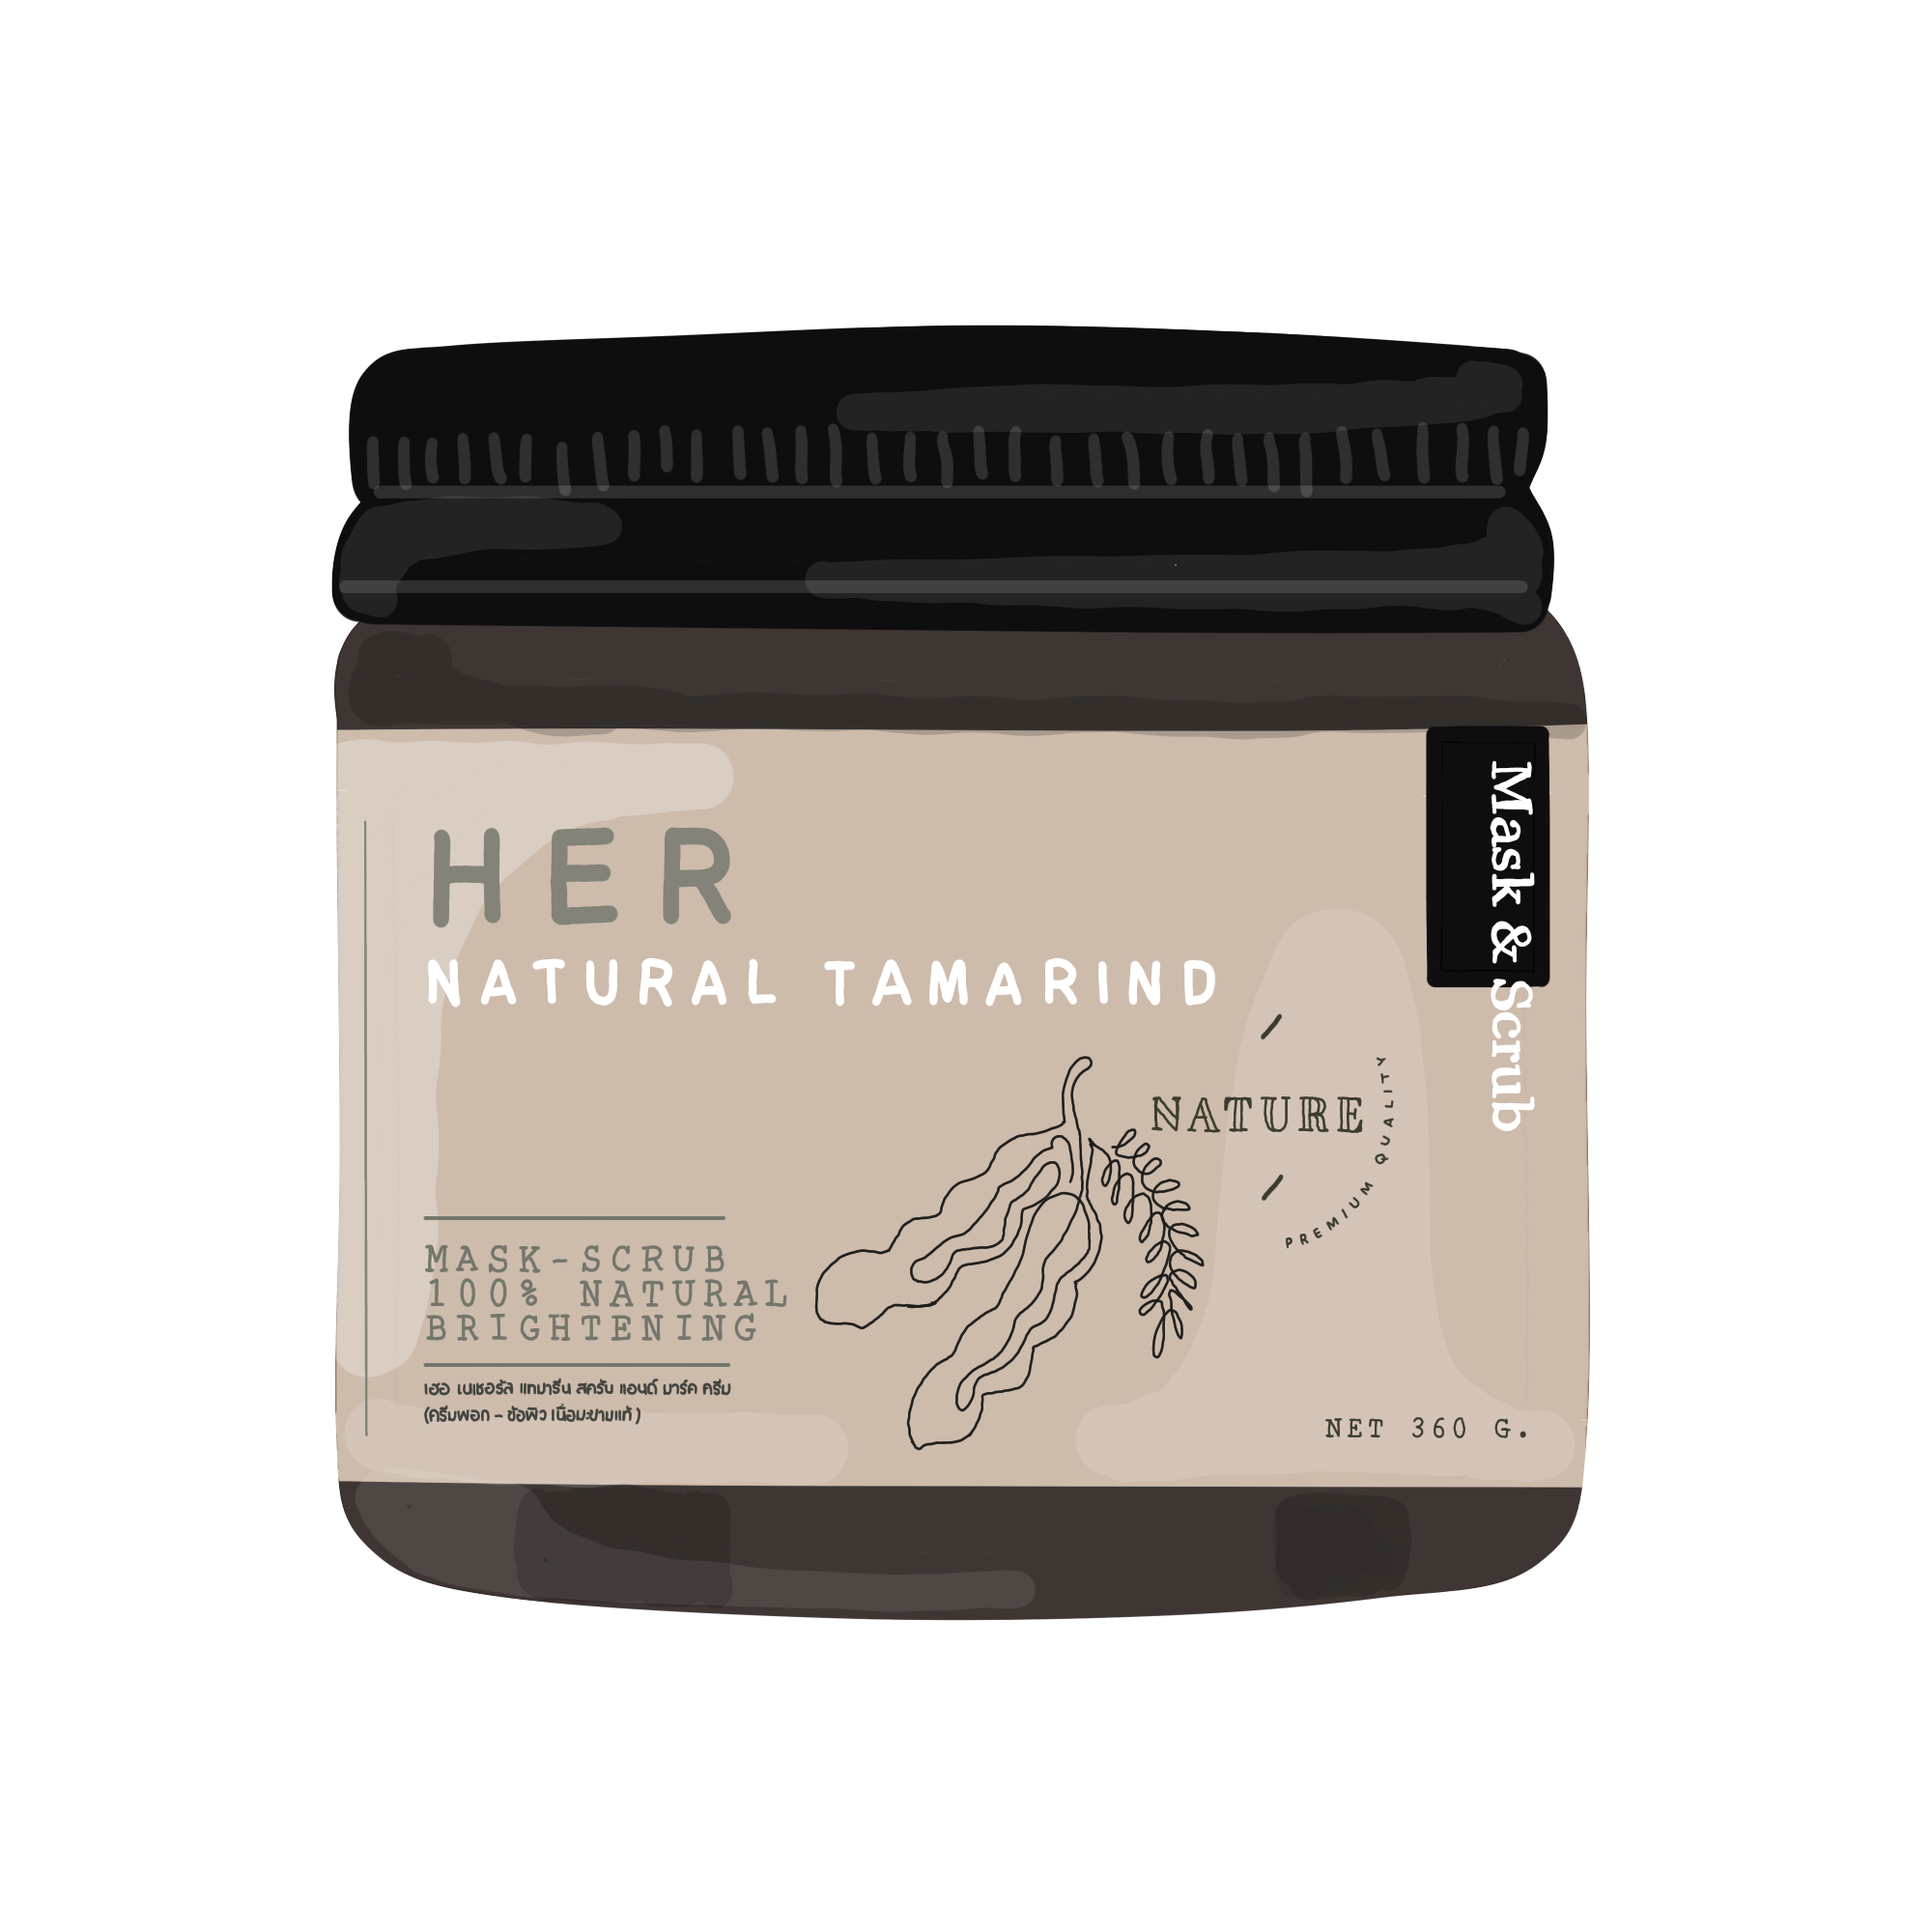 HER
NATURAL TAMARIND
Mask & Scrub
NATURE
PREMIUM QUALITY
MASK-SCRUB
100% NATURAL
BRIGHTENING
เฮอ เนเชอรัล แทมารีน สครับ แอนด์ มาร์ค ครีม
(ครีมพอก - ขัอผิว เนื้อมะขามแท้)
NET 360 G.